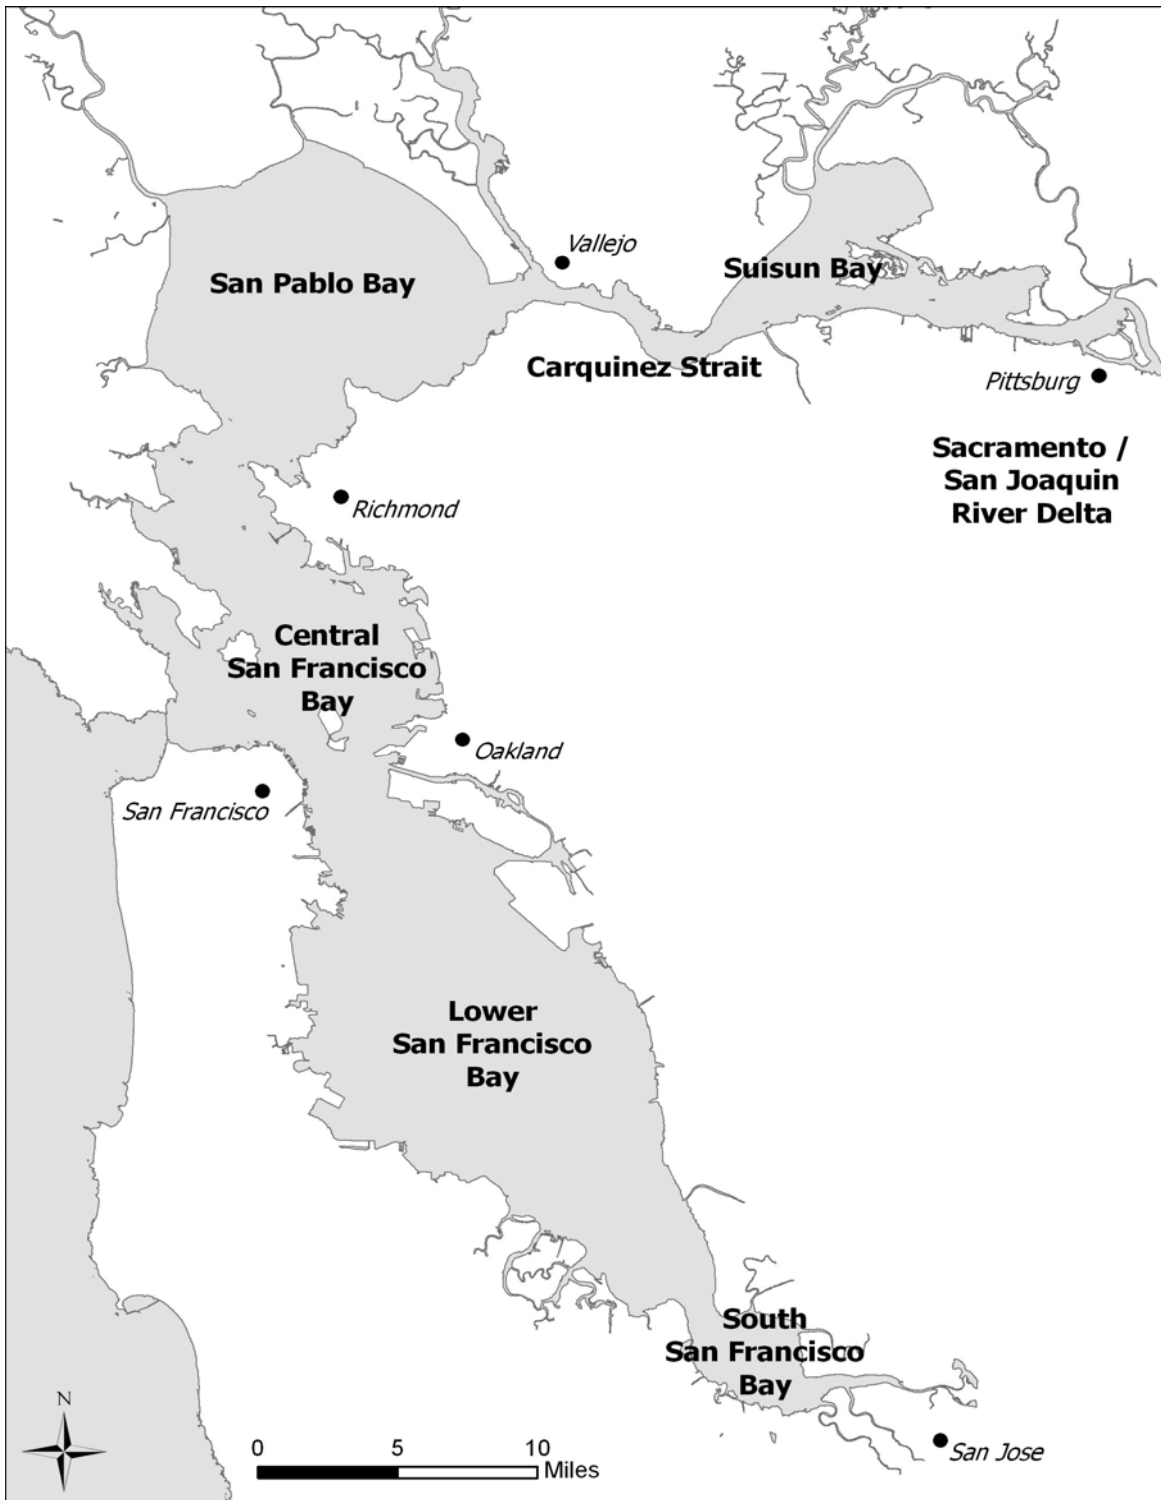 Vallejo
San Pablo Bay
Suisun Bay
Carquinez Strait
Pittsburg
Sacramento /
San Joaquin
River Delta
Richmond
Central
San Francisco
Bay
Oakland
San Francisco
Lower
San Francisco
Bay
South
San Francisco
Bay
N
0 5 10
Miles
San Jose